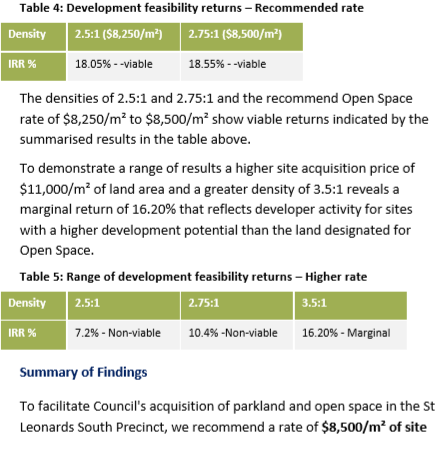 Table 4: Development feasibility returns – Recommended rate
Density 2.5:1 ($8,250/m²) 2.75:1 ($8,500/m²)
IRR % 18.05% - -viable 18.55% - -viable
The densities of 2.5:1 and 2.75:1 and the recommend Open Space
rate of $8,250/m² to $8,500/m² show viable returns indicated by the
summarised results in the table above.
To demonstrate a range of results a higher site acquisition price of
$11,000/m² of land area and a greater density of 3.5:1 reveals a
marginal return of 16.20% that reflects developer activity for sites
with a higher development potential than the land designated for
Open Space.
Table 5: Range of development feasibility returns – Higher rate
Density 2.5:1 2.75:1 3.5:1
IRR % 7.2% - Non-viable 10.4% -Non-viable 16.20% - Marginal
Summary of Findings
To facilitate Council's acquisition of parkland and open space in the St
Leonards South Precinct, we recommend a rate of $8,500/m² of site